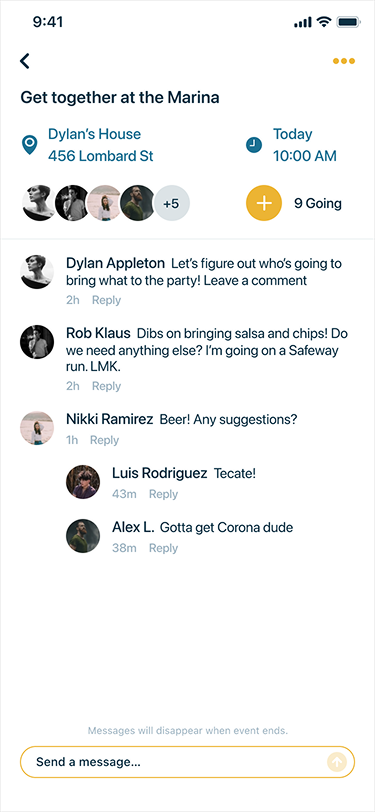 9:41
Get together at the Marina
Dylan’s House
456 Lombard St
Today
10:00 AM
+5
9 Going
Dylan Appleton Let’s figure out who’s going to
bring what to the party! Leave a comment
2h Reply
Rob Klaus Dibs on bringing salsa and chips! Do
we need anything else? I’m going on a Safeway
run. LMK.
2h Reply
Nikki Ramirez Beer! Any suggestions?
1h Reply
Luis Rodriguez Tecate!
43m Reply
Alex L. Gotta get Corona dude
38m Reply
Messages will disappear when event ends.
Send a message...